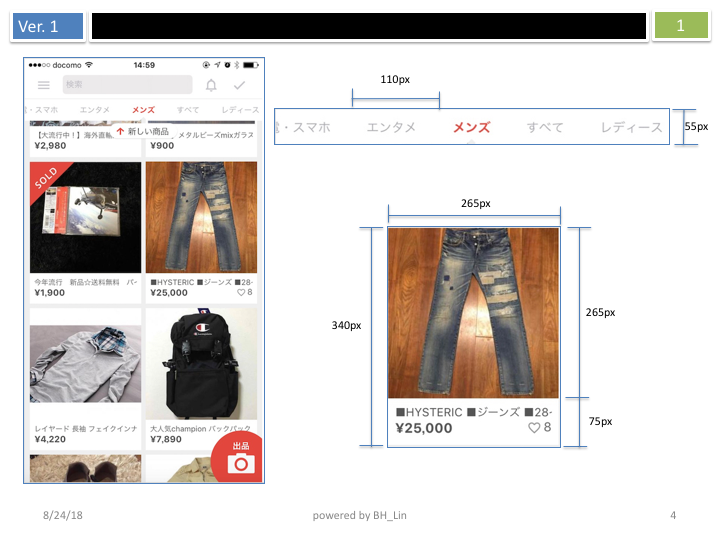 Ver. 1
1
docomo
14:59
検索
・スマホ
エンタメ
メンズ
すべて
レディース
↑ 新しい商品
【大流行中！】海外直輸
メタルビーズmixガラス
¥2,980
¥900
SOLD
今年流行 新品☆送料無料 バー
■HYSTERIC ■ジーンズ ■28-
¥1,900
¥25,000
8
レイヤード 長袖 フェイクインナ
大人気champion バックパック
¥4,220
¥7,890
出品
110px
・スマホ
エンタメ
メンズ
すべて
レディース
55px
265px
340px
265px
■HYSTERIC ■ジーンズ ■28-
¥25,000
8
75px
8/24/18
powered by BH_Lin
4